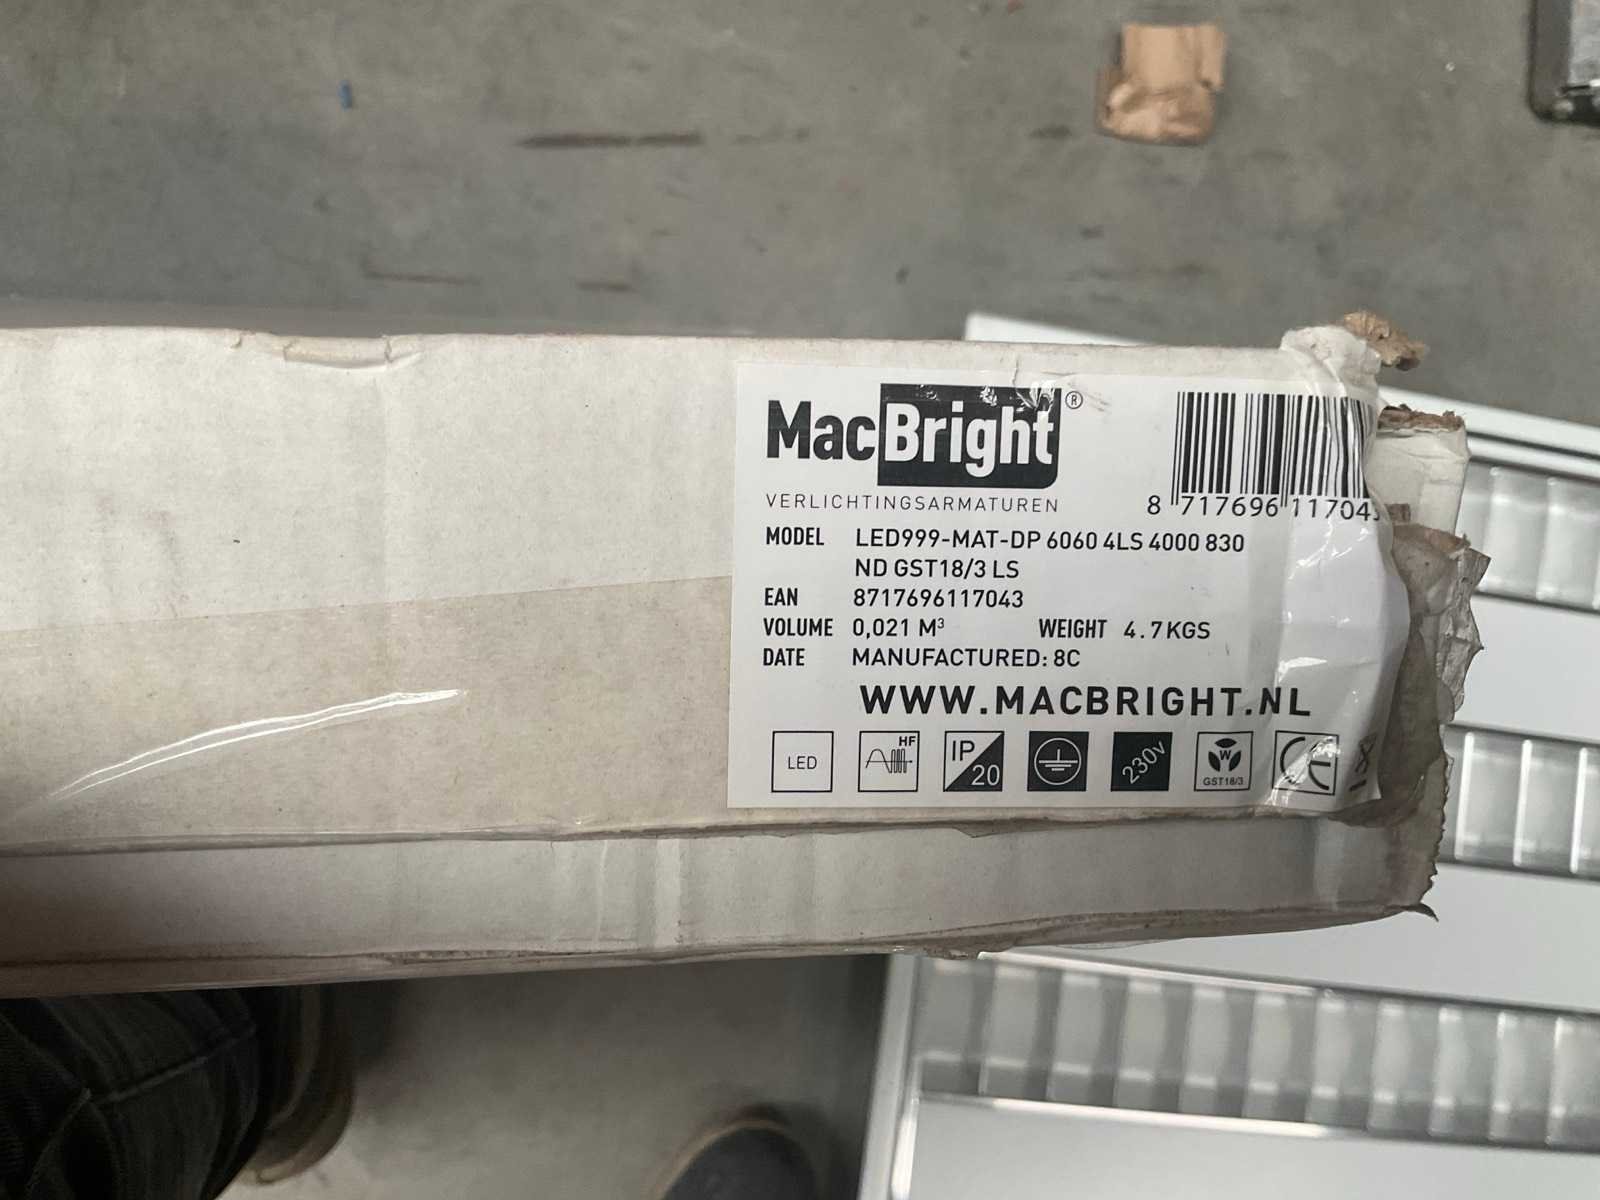 MacBright®
VERLICHTINGSARMATUREN
8 717696 11704
MODEL LED999-MAT-DP 6060 4LS 4000 830
ND GST18/3 LS
EAN 8717696117043
VOLUME 0,021 M³ WEIGHT 4.7KGS
DATE MANUFACTURED: 8C
WWW.MACBRIGHT.NL
LED HF IP 20 230v W GST18/3 CE